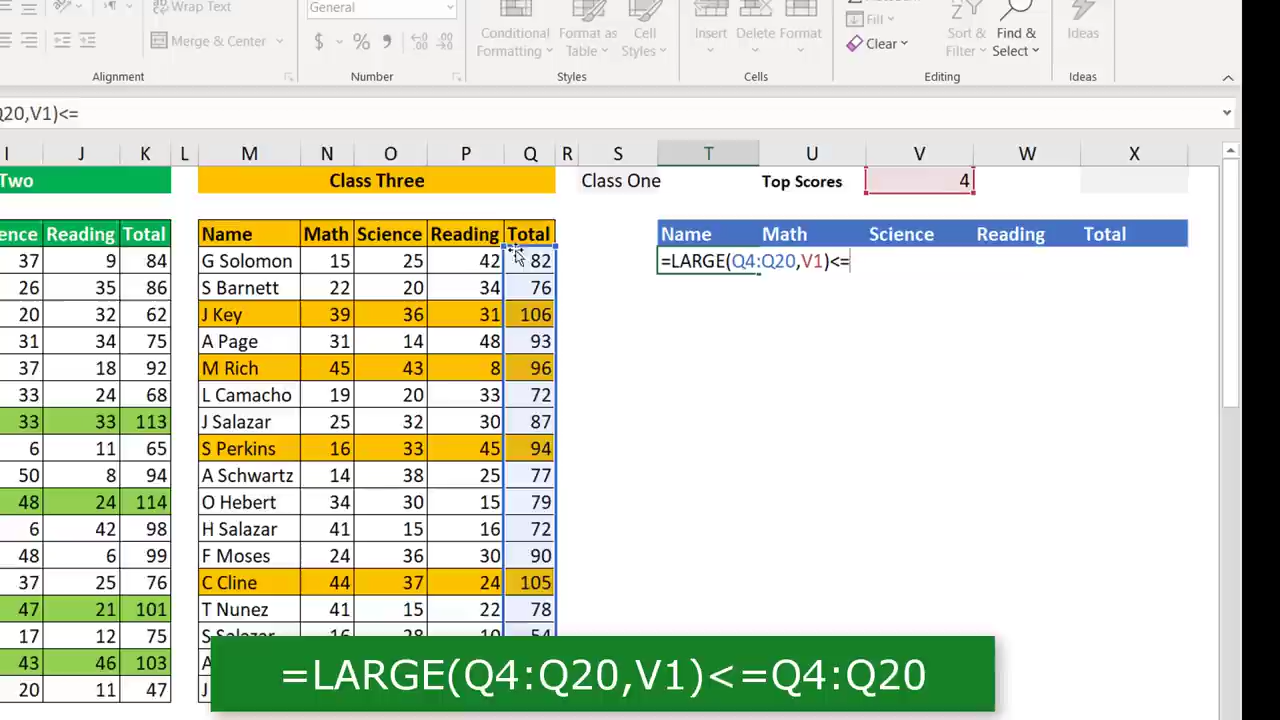 Wrap Text
General
Merge & Center
$ % ,
Conditional Formatting
Format as Table
Cell Styles
Insert
Delete
Format
Fill
Clear
Sort & Filter
Find & Select
Ideas
Alignment
Number
Styles
Cells
Editing
Ideas
Q20,V1)<=
I J K L M N O P Q R S T U V W X
Two Class Three Class One Top Scores 4
ence Reading Total Name Math Science Reading Total Name Math Science Reading Total
37 9 84 G Solomon 15 25 42 82 =LARGE(Q4:Q20,V1)<=
26 35 86 S Barnett 22 20 34 76
20 32 62 J Key 39 36 31 106
31 34 75 A Page 31 14 48 93
37 18 92 M Rich 45 43 8 96
33 24 68 L Camacho 19 20 33 72
33 33 113 J Salazar 25 32 30 87
6 11 65 S Perkins 16 33 45 94
50 8 94 A Schwartz 14 38 25 77
48 24 114 O Hebert 34 30 15 79
6 42 98 H Salazar 41 15 16 72
48 6 99 F Moses 24 36 30 90
37 25 76 C Cline 44 37 24 105
47 21 101 T Nunez 41 15 22 78
17 12 75 S Salazar 16 28 10 54
43 46 103 A
20 11 47 J
=LARGE(Q4:Q20,V1)<=Q4:Q20